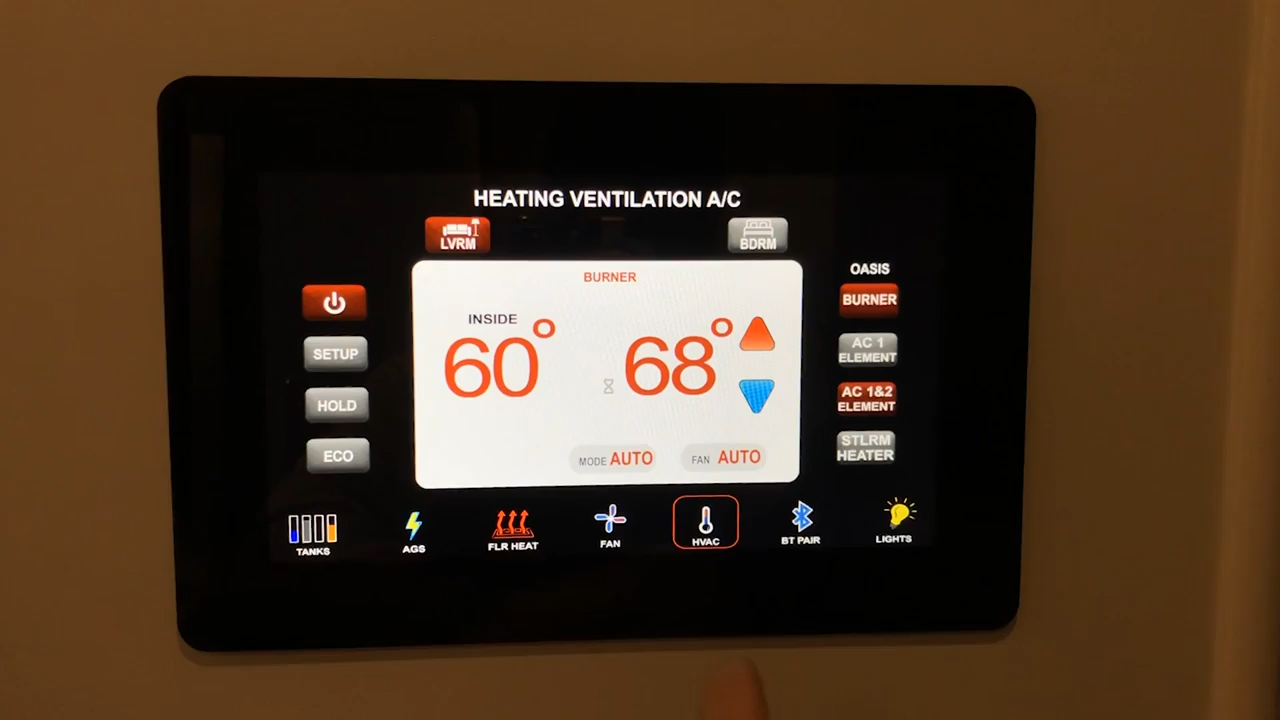 HEATING VENTILATION A/C
LVRM
BDRM
OASIS
BURNER
INSIDE
60°
68°
MODE AUTO
FAN AUTO
SETUP
HOLD
ECO
BURNER
AC 1
ELEMENT
AC 1&2
ELEMENT
STLRM
HEATER
TANKS
AGS
FLR HEAT
FAN
HVAC
BT PAIR
LIGHTS